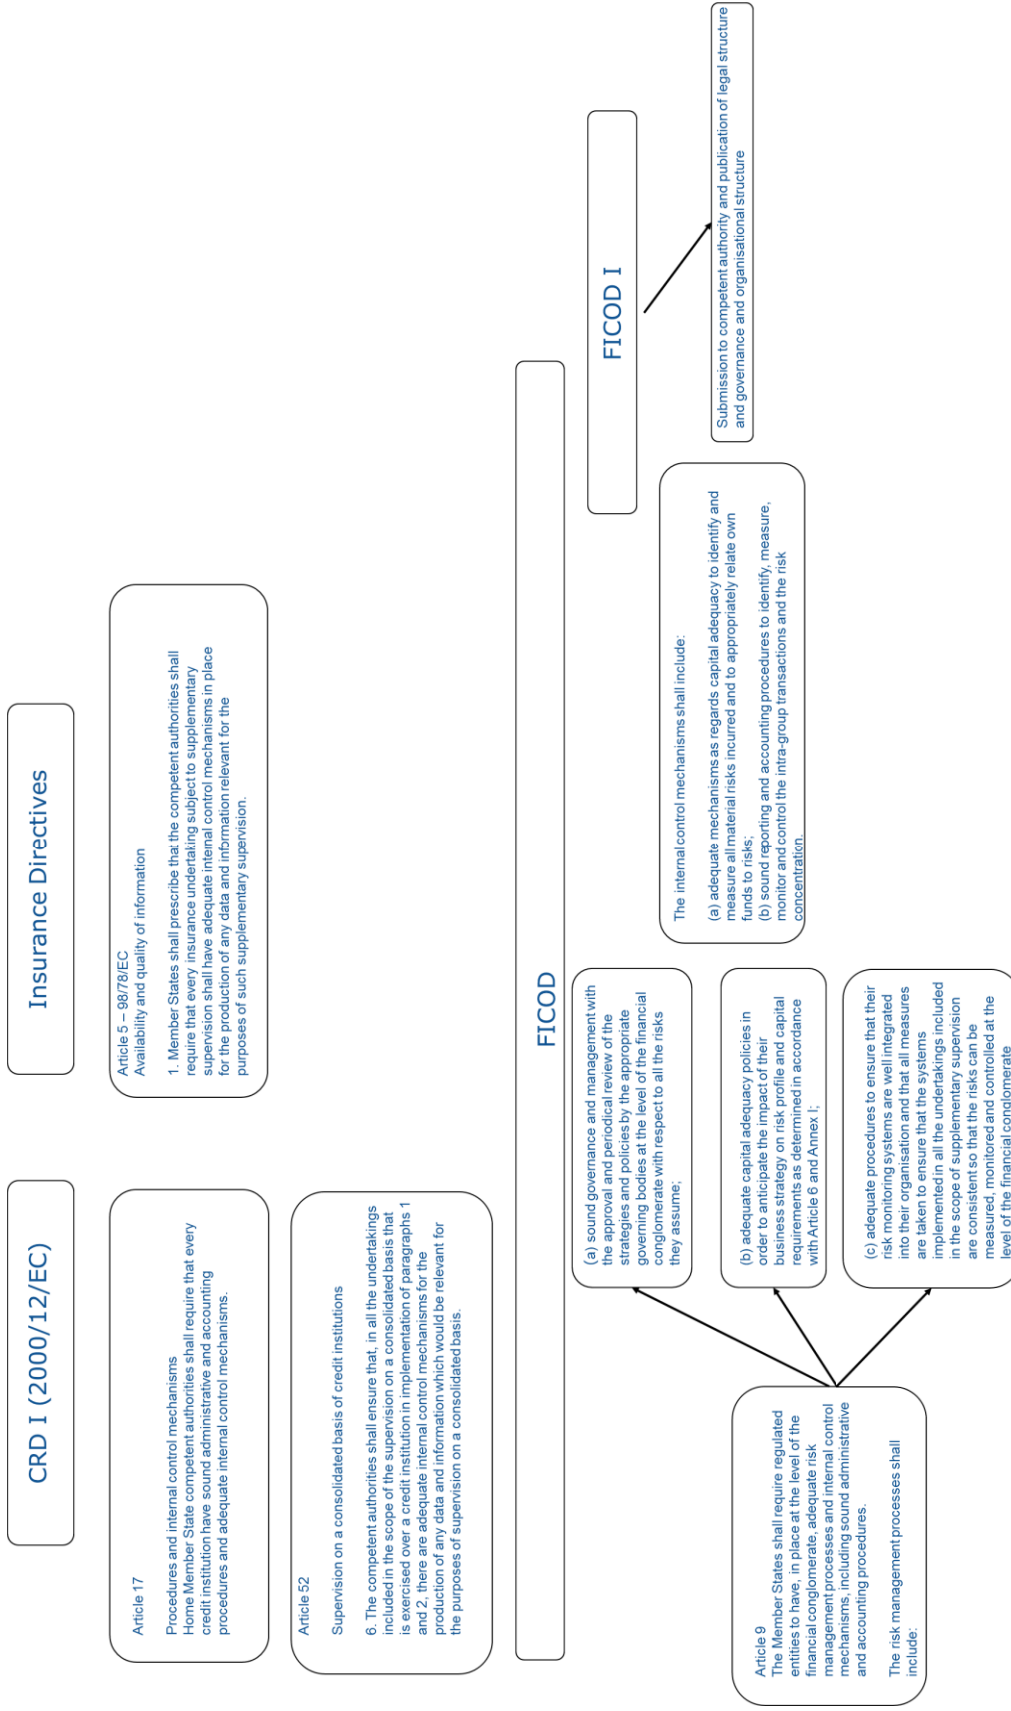 CRD I (2000/12/EC)
Insurance Directives
Article 17
Procedures and internal control mechanisms
Home Member State competent authorities shall require that every
credit institution have sound administrative and accounting
procedures and adequate internal control mechanisms.
Article 5 – 98/78/EC
Availability and quality of information
1. Member States shall prescribe that the competent authorities shall
require that every insurance undertaking subject to supplementary
supervision shall have adequate internal control mechanisms in place
for the production of any data and information relevant for the
purposes of such supplementary supervision.
Article 52
Supervision on a consolidated basis of credit institutions
6. The competent authorities shall ensure that, in all the undertakings
included in the scope of the supervision on a consolidated basis that
is exercised over a credit institution in implementation of paragraphs 1
and 2, there are adequate internal control mechanisms for the
production of any data and information which would be relevant for
the purposes of supervision on a consolidated basis.
FICOD
FICOD I
Article 9
The Member States shall require regulated
entities to have, in place at the level of the
financial conglomerate, adequate risk
management processes and internal control
mechanisms, including sound administrative
and accounting procedures.
The risk management processes shall
include:
(a) sound governance and management with
the approval and periodical review of the
strategies and policies by the appropriate
governing bodies at the level of the financial
conglomerate with respect to all the risks
they assume;
(b) adequate capital adequacy policies in
order to anticipate the impact of their
business strategy on risk profile and capital
requirements as determined in accordance
with Article 6 and Annex I;
(c) adequate procedures to ensure that their
risk monitoring systems are well integrated
into their organisation and that all measures
are taken to ensure that the systems
implemented in all the undertakings included
in the scope of supplementary supervision
are consistent so that the risks can be
measured, monitored and controlled at the
level of the financial conglomerate
The internal control mechanisms shall include:
(a) adequate mechanisms as regards capital adequacy to identify and
measure all material risks incurred and to appropriately relate own
funds to risks;
(b) sound reporting and accounting procedures to identify, measure,
monitor and control the intra-group transactions and the risk
concentration.
Submission to competent authority and publication of legal structure
and governance and organisational structure